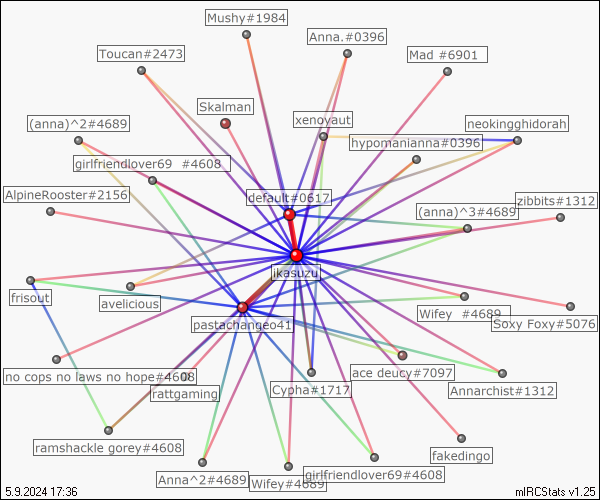 Mushy#1984
Anna.#0396
Toucan#2473
Mad #6901
Skalman
xenoyaut
(anna)^2#4689
neokingghidorah
hypomanianna#0396
girlfriendlover69 #4608
AlpineRooster#2156
default#0617
zibbits#1312
(anna)^3#4689
ikasuzu
frisout
avelicious
Wifey #4689
pastachangeo41
Soxy Foxy#5076
no cops no laws no hope#4608
ace deucy#7097
rattgaming
Cypha#1717
Annarchist#1312
ramshackle gorey#4608
fakedingo
Anna^2#4689
Wifey#4689
girlfriendlover69#4608
5.9.2024 17:36
mIRCStats v1.25